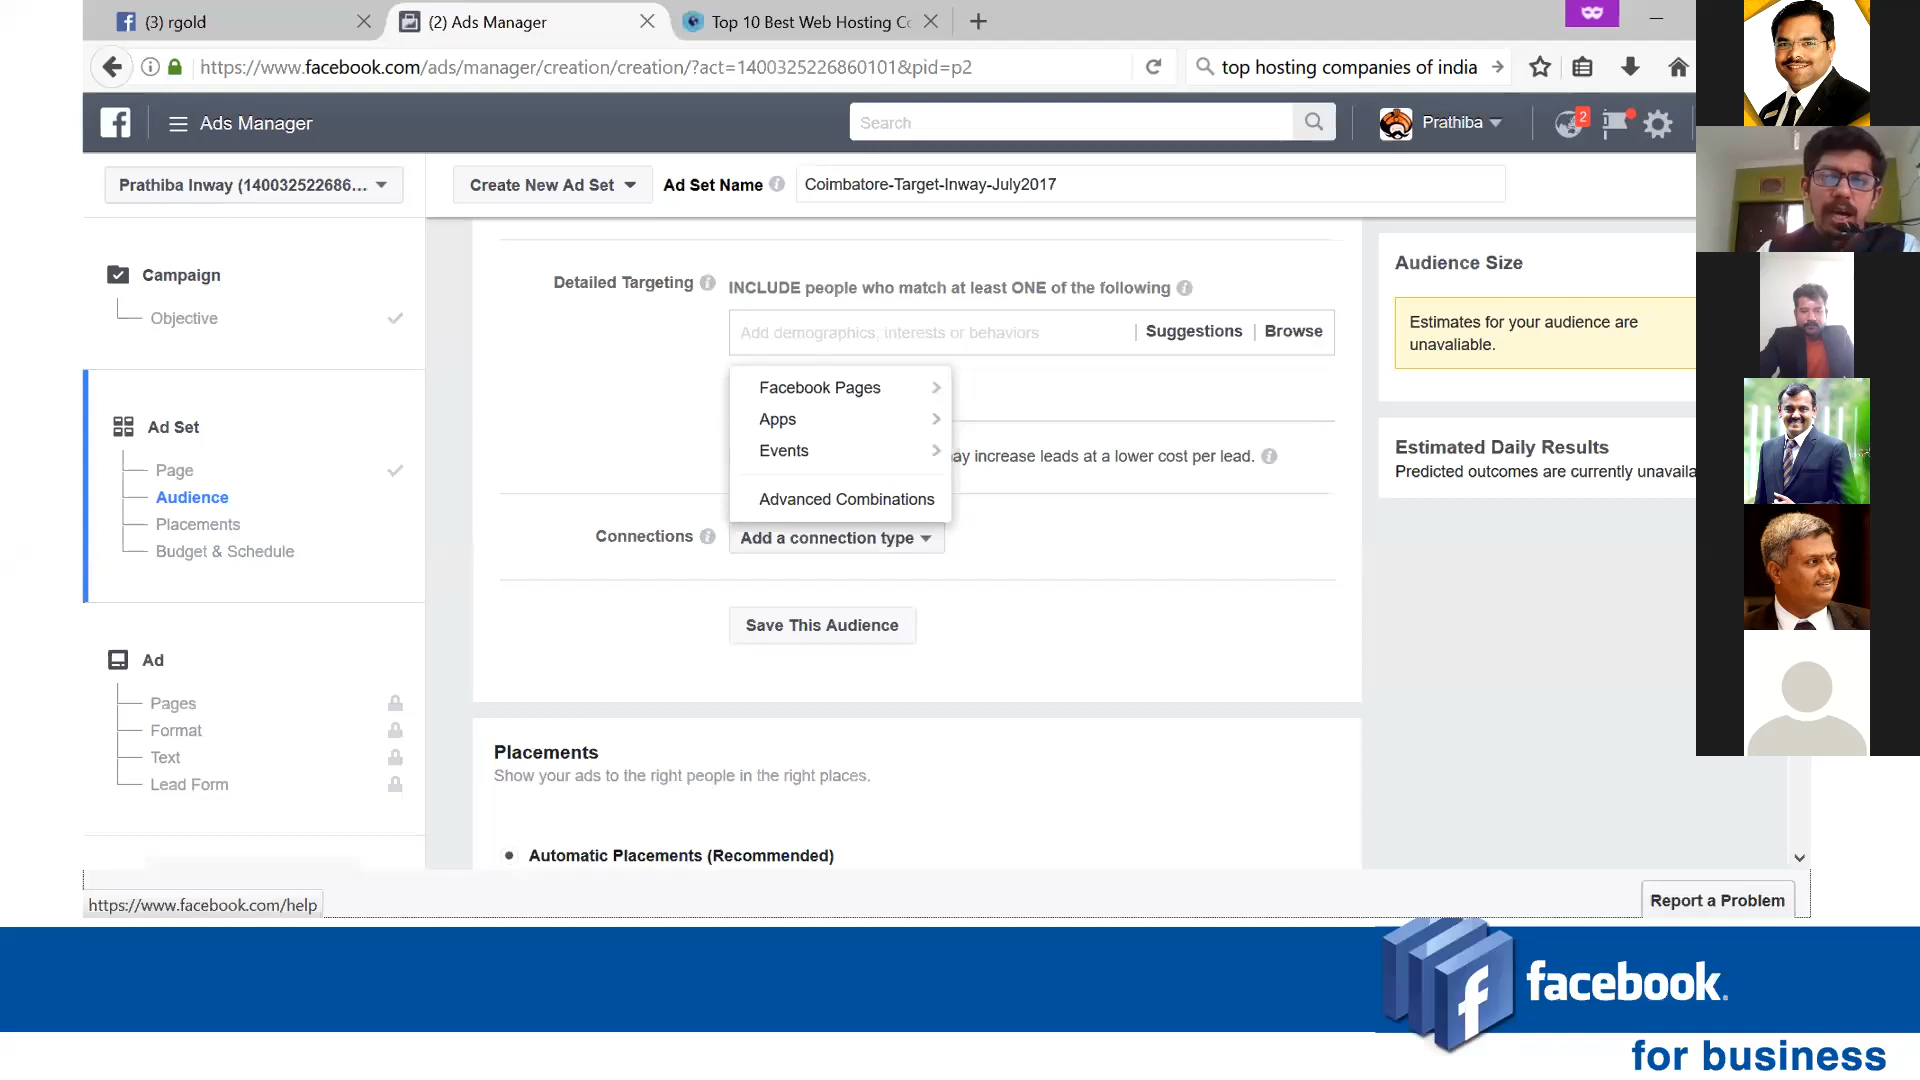 (3) rgold
(2) Ads Manager
Top 10 Best Web Hosting Co
https://www.facebook.com/ads/manager/creation/creation/?act=1400325226860101&pid=p2
top hosting companies of india
Ads Manager
Search
Prathiba
2
Prathiba Inway (140032522686...
Create New Ad Set
Ad Set Name
Coimbatore-Target-Inway-July2017
Campaign
Objective
Ad Set
Page
Audience
Placements
Budget & Schedule
Ad
Pages
Format
Text
Lead Form
Detailed Targeting
INCLUDE people who match at least ONE of the following
Add demographics, interests or behaviors
Suggestions
Browse
Facebook Pages
Apps
Events
Advanced Combinations
ay increase leads at a lower cost per lead.
Connections
Add a connection type
Save This Audience
Placements
Show your ads to the right people in the right places.
Automatic Placements (Recommended)
Audience Size
Estimates for your audience are
unavaliable.
Estimated Daily Results
Predicted outcomes are currently unavaila
https://www.facebook.com/help
Report a Problem
facebook.
for business